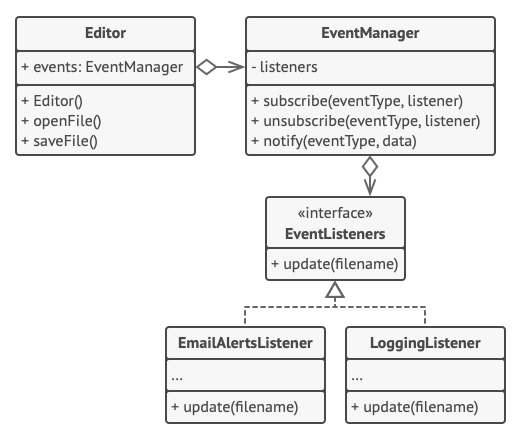 Editor
+ events: EventManager
+ Editor()
+ openFile()
+ saveFile()
EventManager
- listeners
+ subscribe(eventType, listener)
+ unsubscribe(eventType, listener)
+ notify(eventType, data)
«interface»
EventListeners
+ update(filename)
EmailAlertsListener
...
+ update(filename)
LoggingListener
...
+ update(filename)